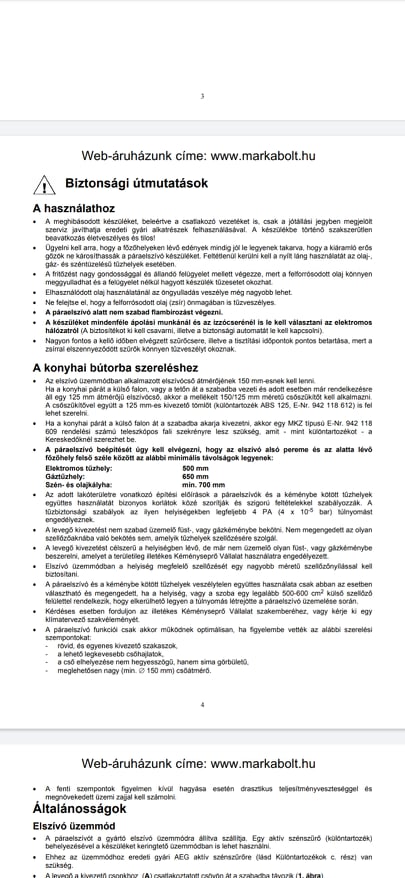 3
Web-áruházunk címe: www.markabolt.hu
Biztonsági útmutatások
A használathoz
• A meghibásodott készüléket, beleértve a csatlakozó vezetéket is, csak a jótállási jegyben megjelölt
szerviz javíthatja eredeti gyári alkatrészek felhasználásával. A készülékbe történő szakszerűtlen
beavatkozás életveszélyes és tilos!
• Ügyelni kell arra, hogy a főzőhelyeken lévő edények mindig jól le legyenek takarva, hogy a kiáramló erős
gőzök ne károsíthassák a páraelszívó készüléket. Feltétlenül kerülni kell a nyílt láng használatát az olaj-,
gáz- és széntüzelésű tűzhelyek esetében.
• A frítőzést nagy gondossággal és állandó felügyelet mellett végezze, mert a felforrósodott olaj könnyen
meggyulladhat és a felügyelet nélkül hagyott készülék tűzesetet okozhat.
• Elhasználódott olaj használatánál az öngyulladás veszélye még nagyobb lehet.
• Ne felejtse el, hogy a felforrósodott olaj (zsír) önmagában is tűzveszélyes.
• A páraelszívó alatt nem szabad flambírozást végezni.
• A készüléket mindenféle ápolási munkánál és az izzócserénél is le kell választani az elektromos
hálózatról (A biztosítékot ki kell csavarni, illetve a biztonsági automatát le kell kapcsolni).
• Nagyon fontos a kellő időben elvégzett szűrőcsere, illetve a tisztítási időpontok pontos betartása, mert a
zsírral elszennyeződött szűrők könnyen tűzveszélyt okoznak.
A konyhai bútorba szereléshez
• Az elszívó üzemmódban alkalmazott elszívócső átmérőjének 150 mm-esnek kell lenni.
Ha a konyhai párát a külső falon, vagy a tetőn át a szabadba vezeti és adott esetben már rendelkezésre
áll egy 125 mm átmérőjű elszívócső, akkor a mellékelt 150/125 mm méretű csőszűkítőt kell alkalmazni.
A csőszűkítővel együtt a 125 mm-es kivezető tömlőt (különtartozék ABS 125, E-Nr. 942 118 612) is fel
lehet szerelni.
• Ha a konyhai párát a külső falon át a szabadba akarja kivezetni, akkor egy MKZ típusú E-Nr. 942 118
609 rendelési számú teleszkópos fali szekrényre lesz szükség, amit - mint különtartozékot - a
Kereskedőknél szerezhet be.
• A páraelszívó beépítését úgy kell elvégezni, hogy az elszívó alsó pereme és az alatta lévő
főzőhely felső széle között az alábbi minimális távolságok legyenek:
Elektromos tűzhely: 500 mm
Gáztűzhely: 650 mm
Szén- és olajkályha: min. 700 mm
• Az adott lakóterületre vonatkozó építési előírások a páraelszívók és a kéménybe kötött tűzhelyek
együttes használatát bizonyos korlátok közé szorítják és szigorú feltételekkel szabályozzák. A
tűzbiztonsági szabályok az ilyen helyiségekben legfeljebb 4 PA (4 x 10-5 bar) túlnyomást
engedélyeznek.
• A levegő kivezetést nem szabad üzemelő füst-, vagy gázkéménybe bekötni. Nem megengedett az olyan
szellőzőaknába való bekötés sem, amelyik tűzhelyek szellőzésére szolgál.
• A levegő kivezetést célszerű a helyiségben lévő, de már nem üzemelő olyan füst-, vagy gázkéménybe
beszerelni, amelyet a területileg illetékes Kéményseprő Vállalat használatra engedélyezett.
• Elszívó üzemmódban a helyiség megfelelő szellőzését egy nagyobb méretű szellőzőnyílással kell
biztosítani.
• A páraelszívó és a kéménybe kötött tűzhelyek veszélytelen együttes használata csak abban az esetben
választható és megengedett, ha a helyiség, vagy a szoba egy legalább 500-600 cm2 külső szellőző
felülettel rendelkezik, hogy elkerülhető legyen a túlnyomás létrejötte a páraelszívó üzemelése során.
• Kérdéses esetben forduljon az illetékes Kéményseprő Vállalat szakemberéhez, vagy kérje ki egy
klímatervező szakvéleményét.
• A páraelszívó funkciói csak akkor működnek optimálisan, ha figyelembe vették az alábbi szerelési
szempontokat:
- rövid, és egyenes kivezető szakaszok,
- a lehető legkevesebb csőhajlatok,
- a cső elhelyezése nem hegyesszögű, hanem sima görbületű,
- meglehetősen nagy (min. ∅ 150 mm) csőátmérő.
4
Web-áruházunk címe: www.markabolt.hu
• A fenti szempontok figyelmen kívül hagyása esetén drasztikus teljesítményveszteséggel és
megnövekedett üzemi zajjal kell számolni.
Általánosságok
Elszívó üzemmód
• A páraelszívót a gyártó elszívó üzemmódra állítva szállítja. Egy aktív szénszűrő (különtartozék)
behelyezésével a készüléket keringtető üzemmódban is lehet használni.
• Ehhez az üzemmódhoz eredeti gyári AEG aktív szénszűrőre (lásd Különtartozékok c. rész) van
szükség.
• A levegő a kivezető csonkhoz (A) csatlakoztatott csövön át a szabadba távozik (1. ábra)